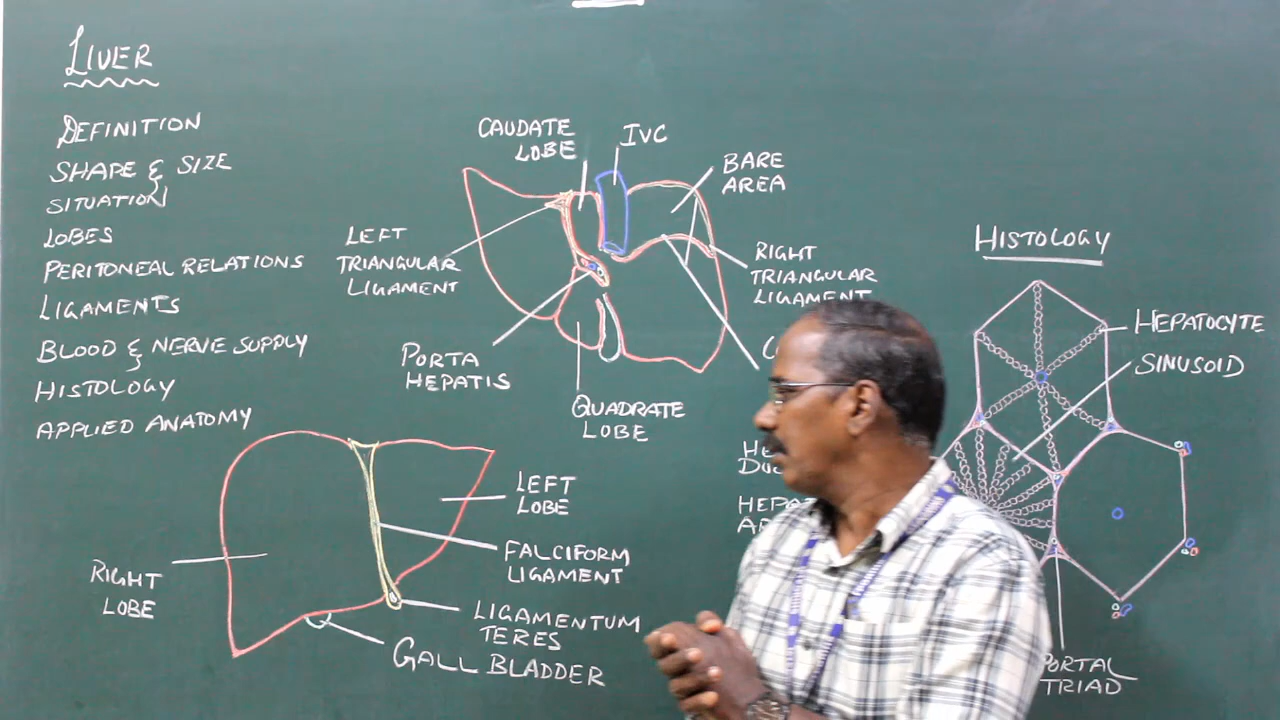 LIVER
DEFINITION
SHAPE & SIZE
SITUATION
LOBES
PERITONEAL RELATIONS
LIGAMENTS
BLOOD & NERVE SUPPLY
HISTOLOGY
APPLIED ANATOMY
CAUDATE
LOBE
IVC
BARE
AREA
LEFT
TRIANGULAR
LIGAMENT
RIGHT
TRIANGULAR
LIGAMENT
PORTA
HEPATIS
QUADRATE
LOBE
RIGHT
LOBE
LEFT
LOBE
FALCIFORM
LIGAMENT
LIGAMENTUM
TERES
GALL BLADDER
HISTOLOGY
HEPATOCYTE
SINUSOID
PORTAL
TRIAD